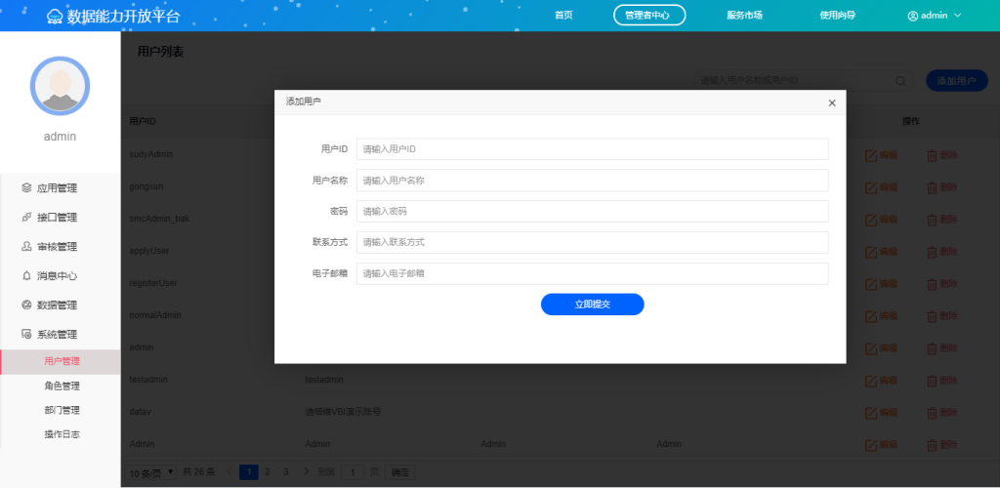 数据能力开放平台
首页
管理者中心
服务市场
使用向导
admin
admin
应用管理
接口管理
审核管理
消息中心
数据管理
系统管理
用户管理
角色管理
部门管理
操作日志
用户列表
请输入用户名称或用户ID
添加用户
用户ID
操作
添加用户
×
用户ID 请输入用户ID
用户名称 请输入用户名称
密码 请输入密码
联系方式 请输入联系方式
电子邮箱 请输入电子邮箱
立即提交
sudyAdmin 编辑 删除
gongsun 编辑 删除
smcAdmin_bak 编辑 删除
applyUser 编辑 删除
registerUser 编辑 删除
normalAdmin 编辑 删除
admin 编辑 删除
testadmin testadmin 编辑 删除
datav VBI演示账号 编辑 删除
Admin Admin Admin Admin 编辑 删除
10 条/页 共 26 条 1 2 3 到第 1 页 确定